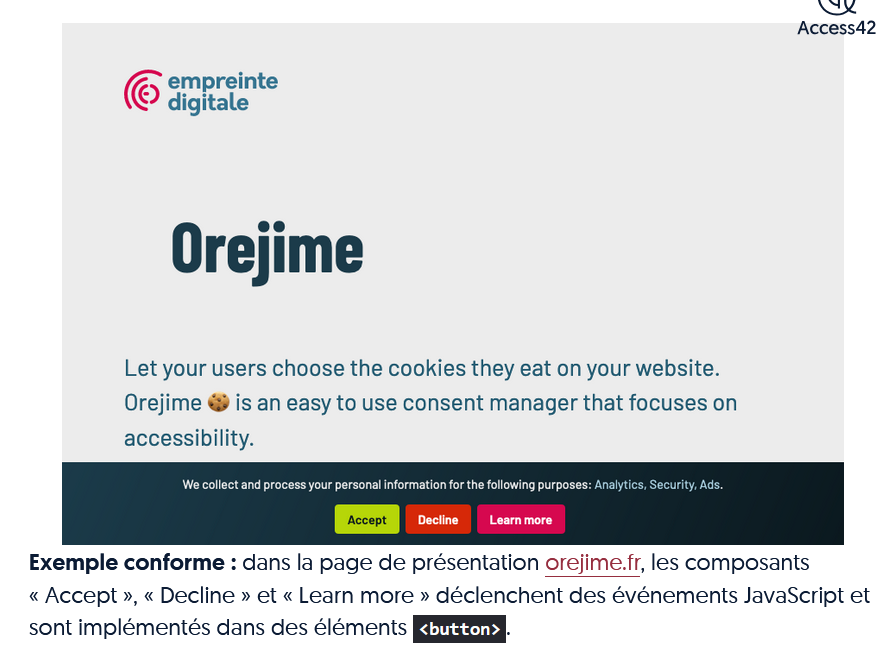 Access42
empreinte
digitale
Orejime
Let your users choose the cookies they eat on your website.
Orejime 🍪 is an easy to use consent manager that focuses on
accessibility.
We collect and process your personal information for the following purposes: Analytics, Security, Ads.
Accept Decline Learn more
Exemple conforme : dans la page de présentation orejime.fr, les composants
« Accept », « Decline » et « Learn more » déclenchent des événements JavaScript et
sont implémentés dans des éléments <button>.